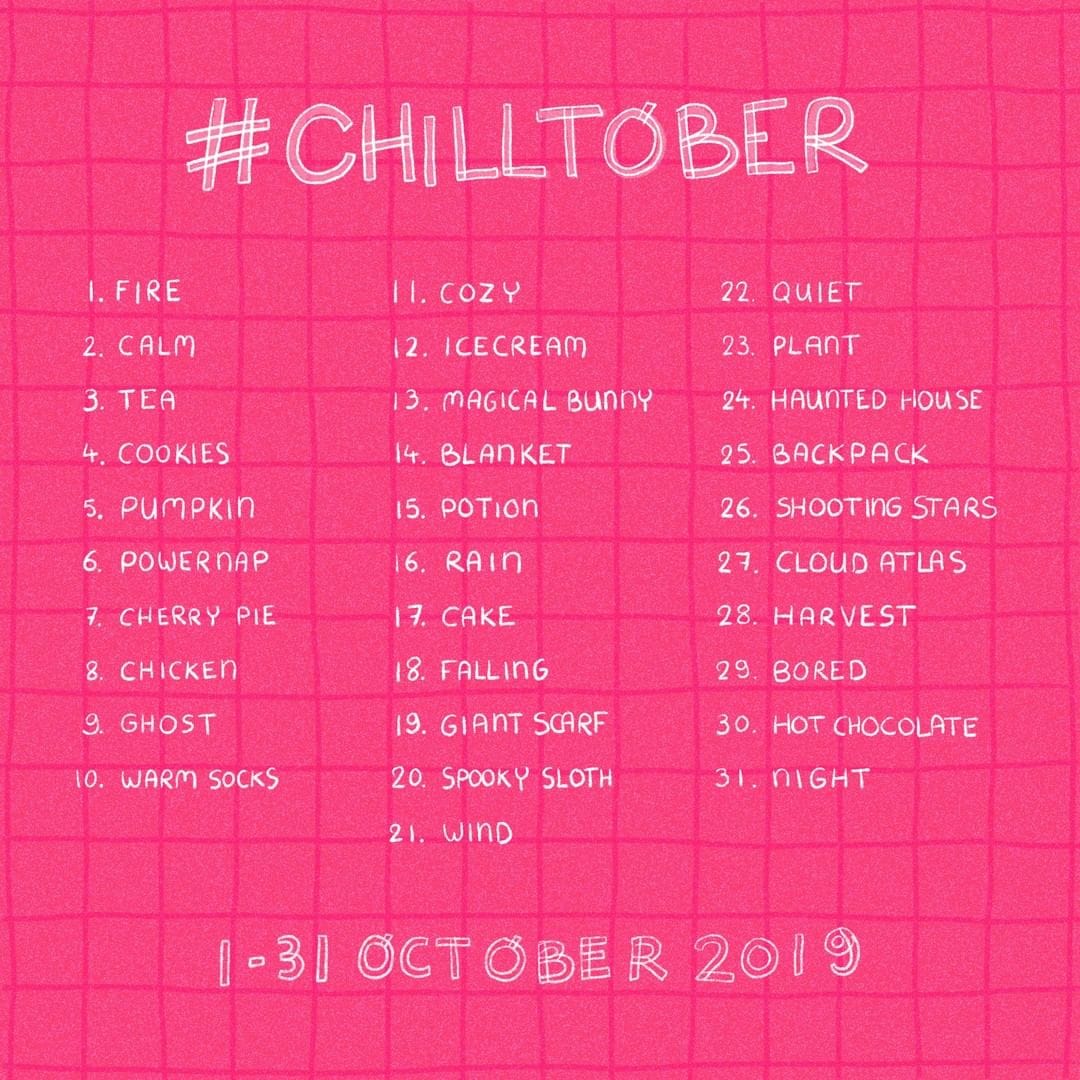 #CHILLTOBER
1. FIRE
2. CALM
3. TEA
4. COOKIES
5. PUMPKIN
6. POWERNAP
7. CHERRY PIE
8. CHICKEN
9. GHOST
10. WARM SOCKS
11. COZY
12. ICECREAM
13. MAGICAL BUNNY
14. BLANKET
15. POTION
16. RAIN
17. CAKE
18. FALLING
19. GIANT SCARF
20. SPOOKY SLOTH
21. WIND
22. QUIET
23. PLANT
24. HAUNTED HOUSE
25. BACKPACK
26. SHOOTING STARS
27. CLOUD ATLAS
28. HARVEST
29. BORED
30. HOT CHOCOLATE
31. NIGHT
1-31 OCTOBER 2019